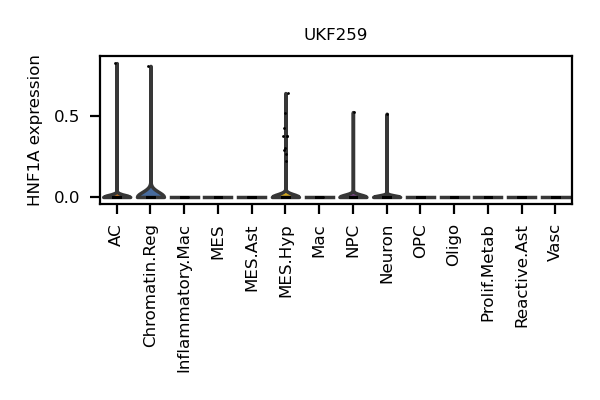 UKF259
HNF1A expression
0.5
0.0
AC
Chromatin.Reg
Inflammatory.Mac
MES
MES.Ast
MES.Hyp
Mac
NPC
Neuron
OPC
Oligo
Prolif.Metab
Reactive.Ast
Vasc